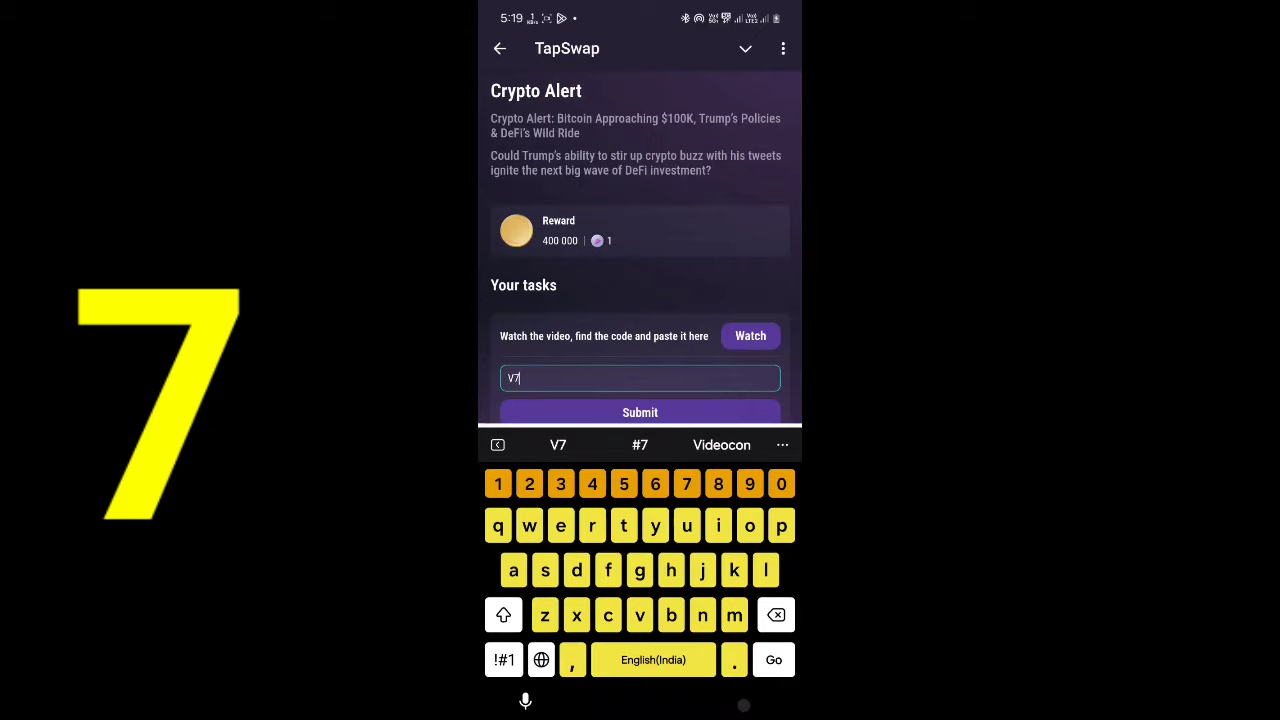 5:19
TapSwap
Crypto Alert
Crypto Alert: Bitcoin Approaching $100K, Trump's Policies
& DeFi's Wild Ride
Could Trump's ability to stir up crypto buzz with his tweets
ignite the next big wave of DeFi investment?
Reward
400 000 | 1
Your tasks
Watch the video, find the code and paste it here
Watch
V7
Submit
7
V7 #7 Videocon ...
1 2 3 4 5 6 7 8 9 0
q w e r t y u i o p
a s d f g h j k l
z x c v b n m
!#1 , English(India) . Go